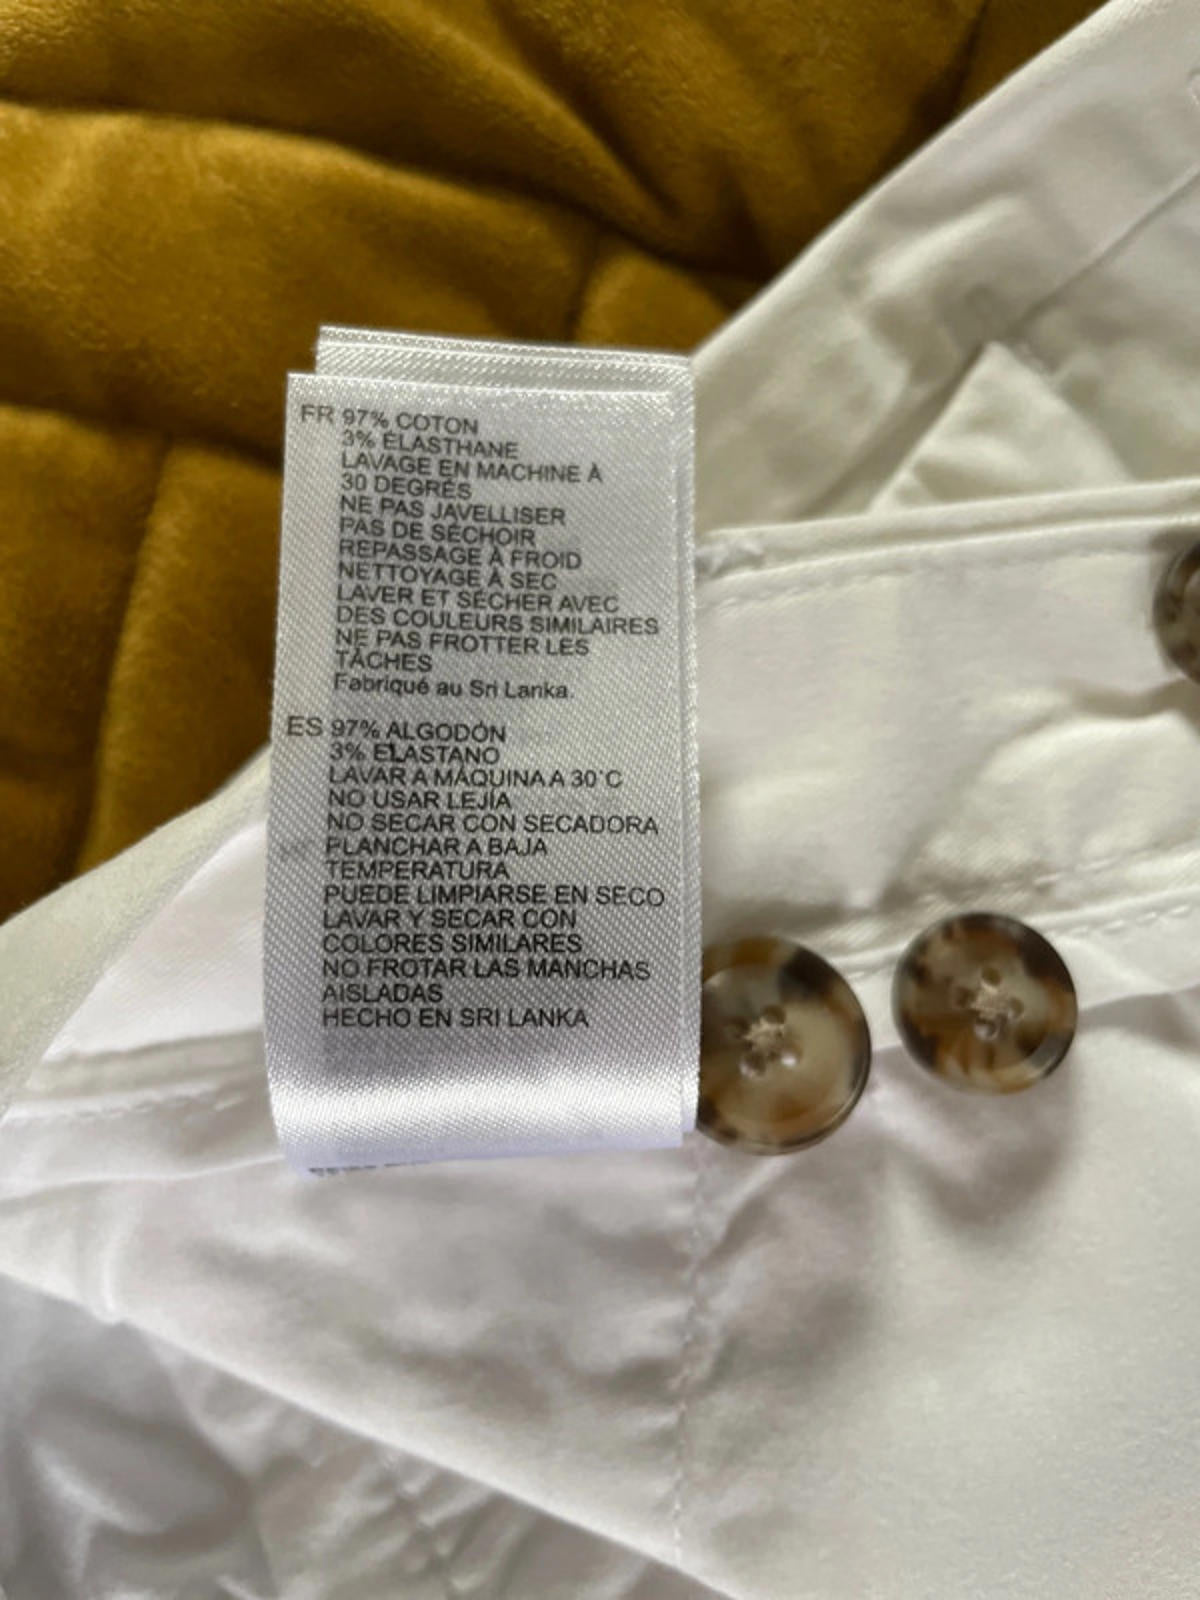 FR 97% COTON
3% ÉLASTHANE
LAVAGE EN MACHINE À
30 DEGRÉS
NE PAS JAVELLISER
PAS DE SÉCHOIR
REPASSAGE À FROID
NETTOYAGE À SEC
LAVER ET SÉCHER AVEC
DES COULEURS SIMILAIRES
NE PAS FROTTER LES
TÂCHES
Fabriqué au Sri Lanka.
ES 97% ALGODÓN
3% ELASTANO
LAVAR A MÁQUINA A 30°C
NO USAR LEJÍA
NO SECAR CON SECADORA
PLANCHAR A BAJA
TEMPERATURA
PUEDE LIMPIARSE EN SECO
LAVAR Y SECAR CON
COLORES SIMILARES
NO FROTAR LAS MANCHAS
AISLADAS
HECHO EN SRI LANKA